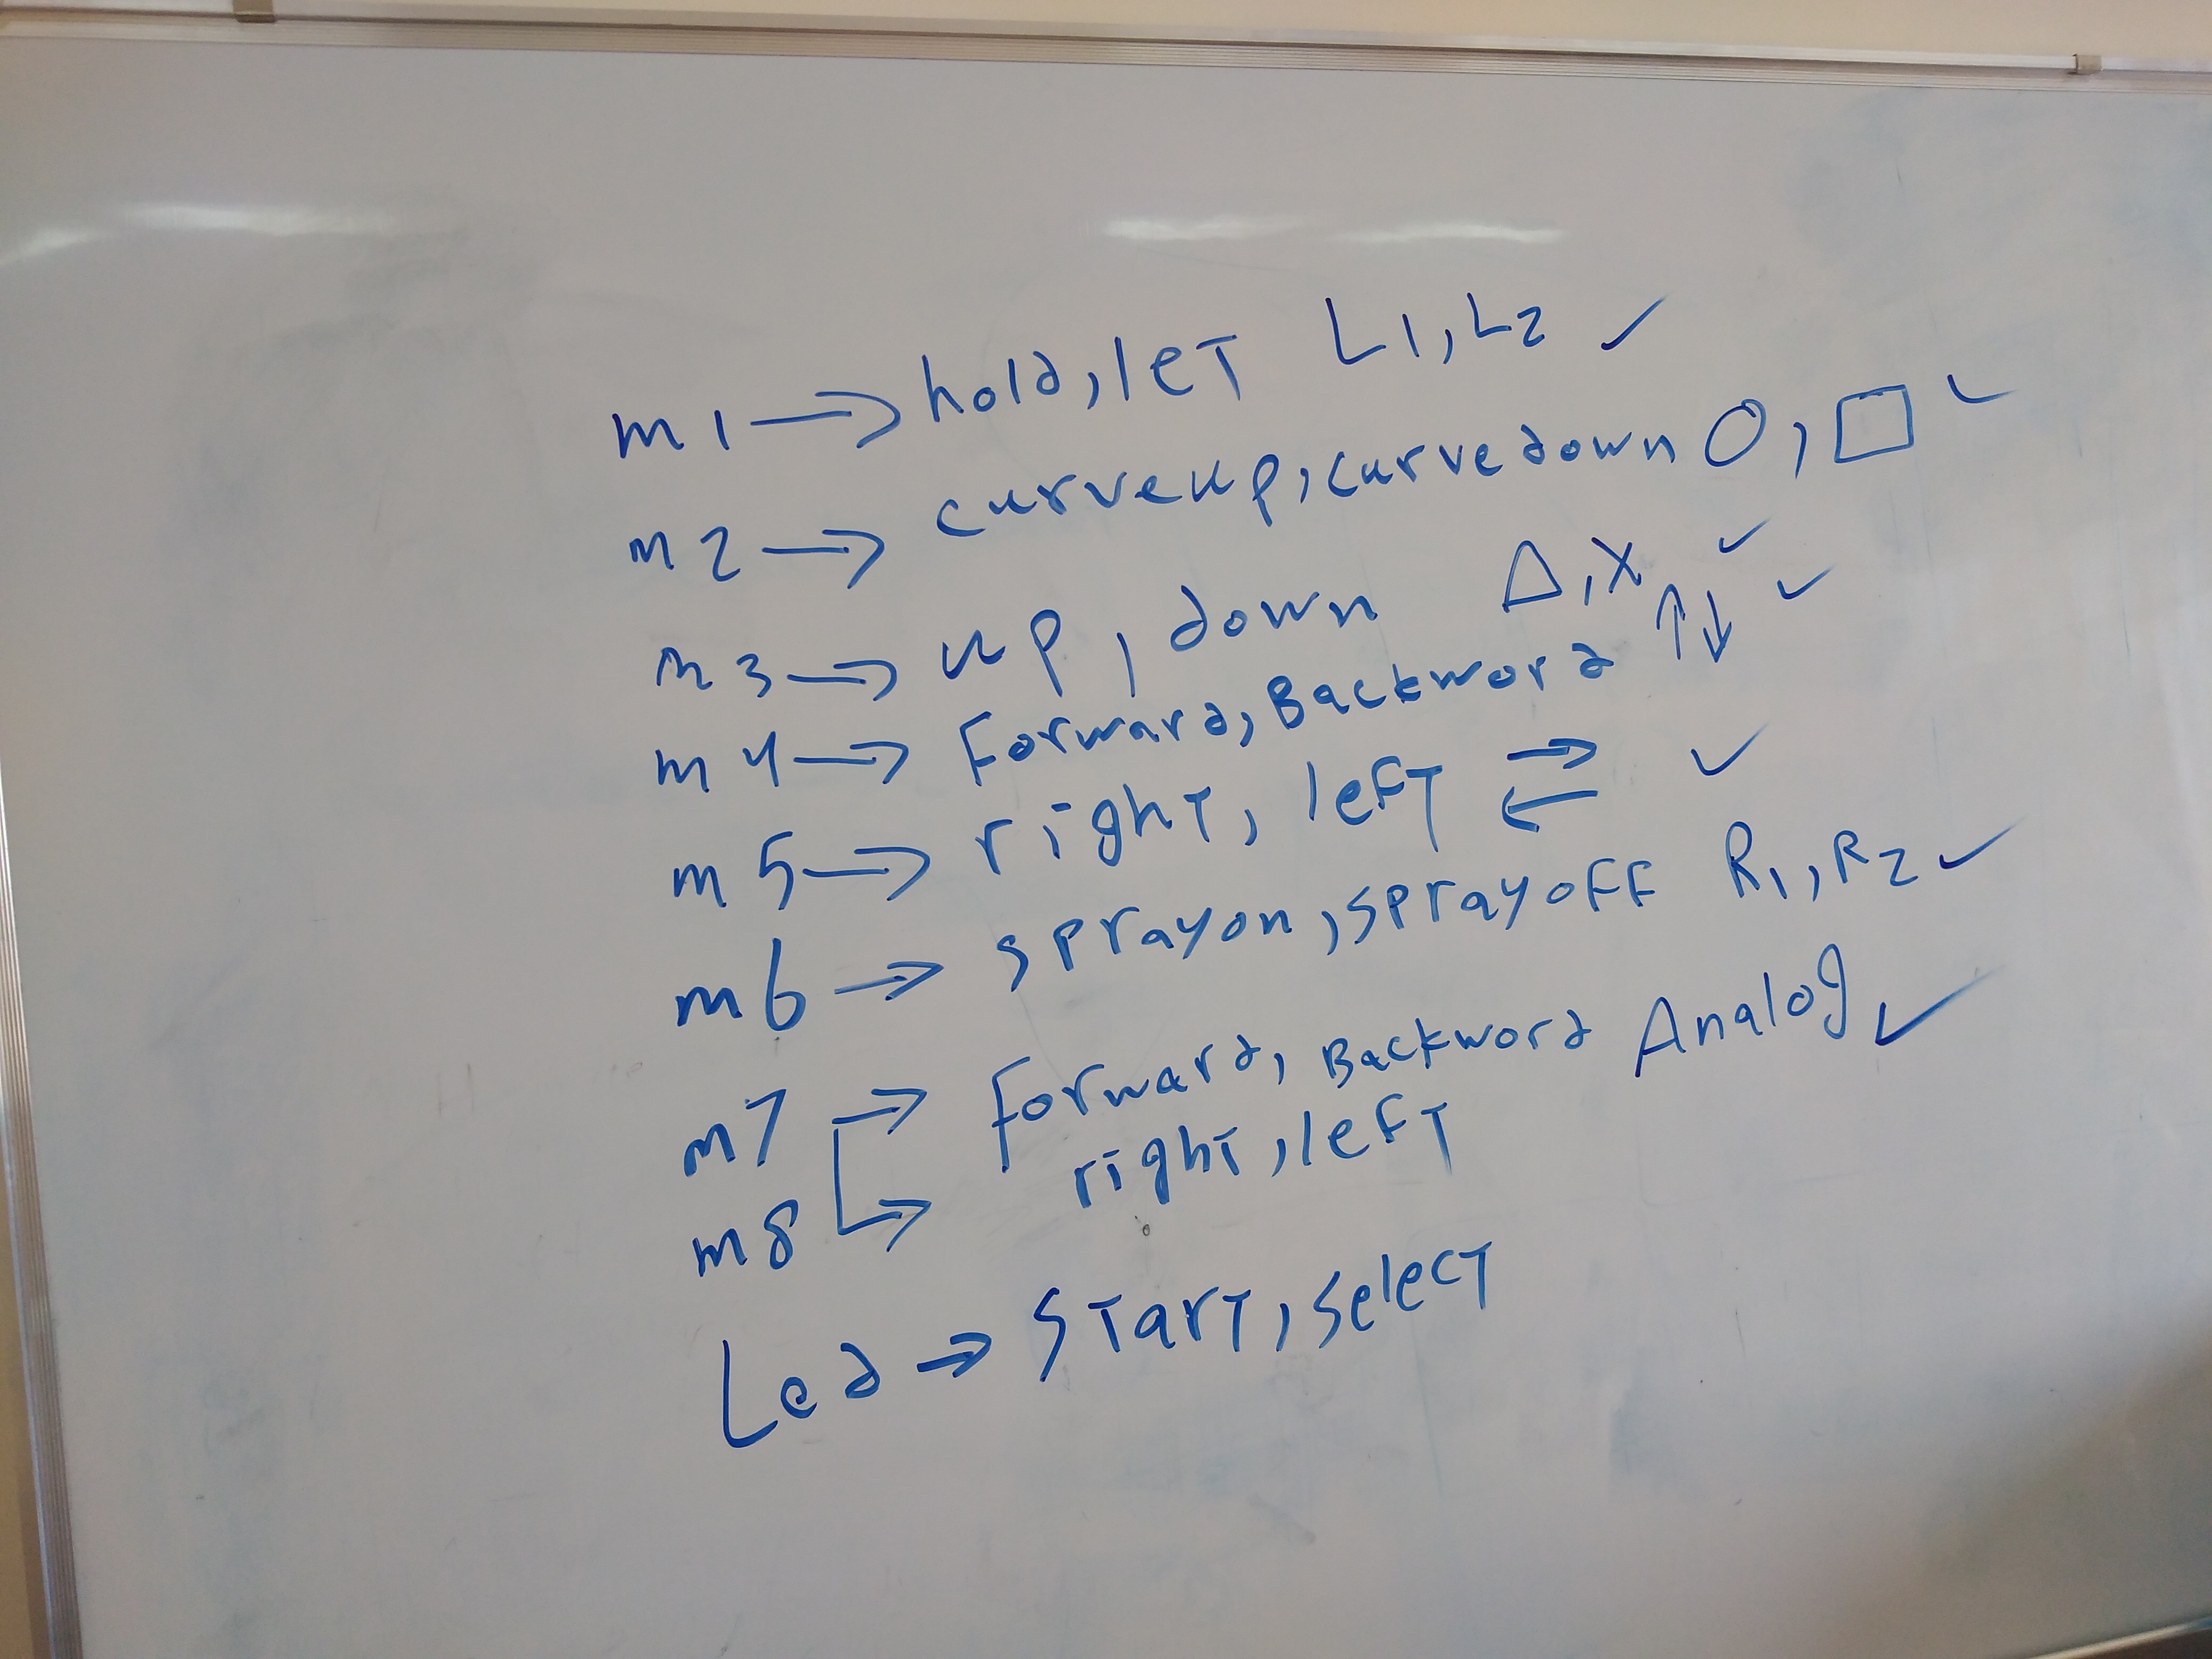 m1 → hold, let L1, L2 ✓
m2 → curveup, curvedown ○, □ ✓
m3 → up, down △, X ✓
m4 → Forward, Backword ↑↓ ✓
m5 → right, left → ← ✓
m6 → sprayon, sprayoff R1, R2 ✓
m7 → Forward, Backword Analog ✓
m8 → right, left
Led → start, select